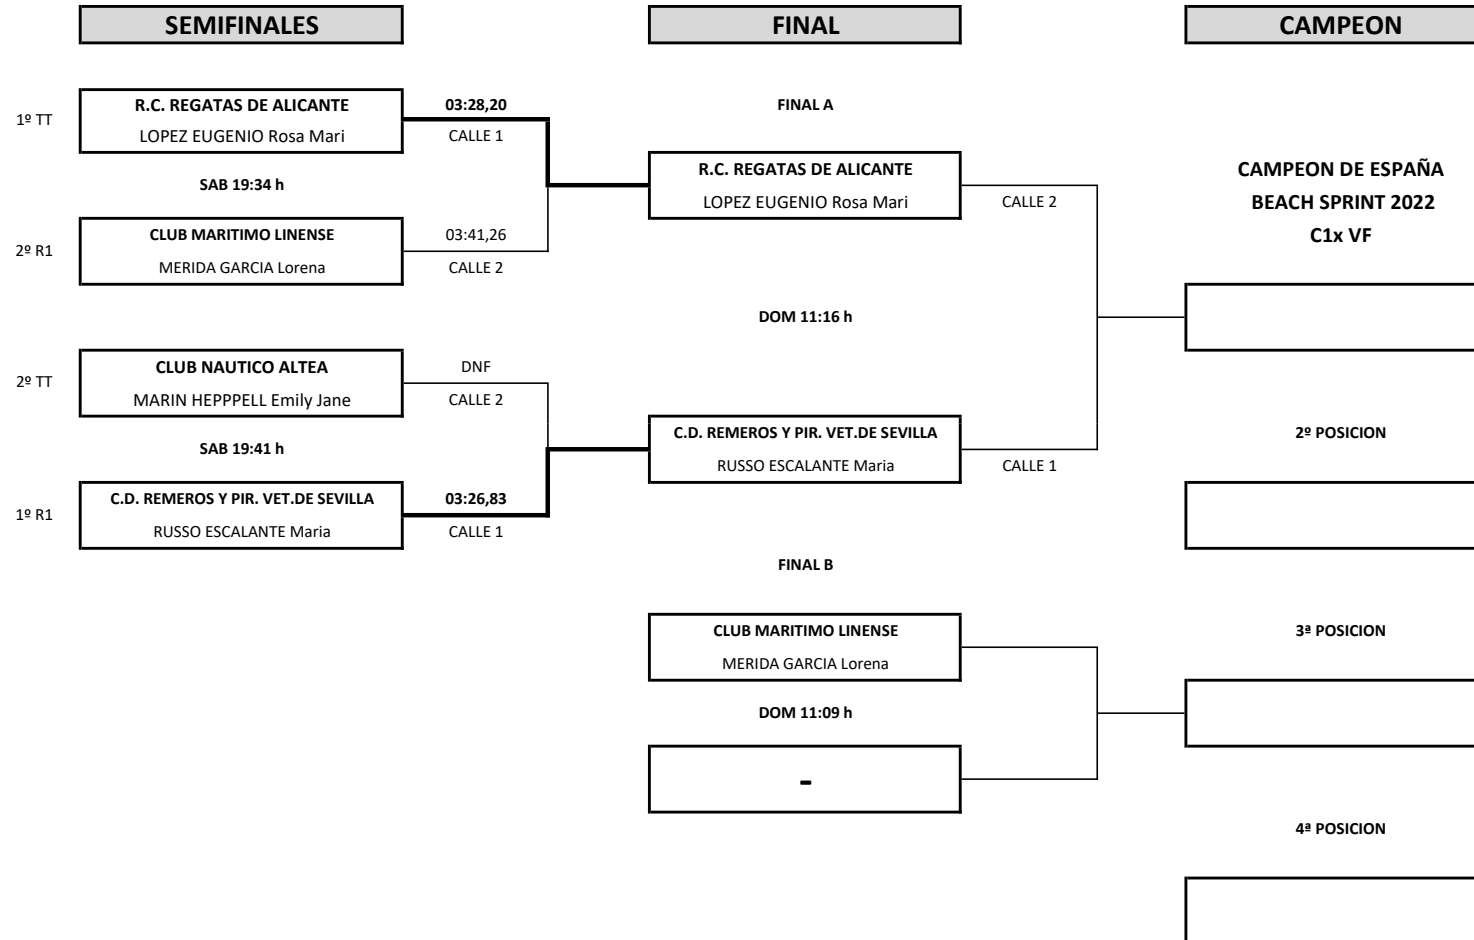 SEMIFINALES
FINAL
CAMPEON
1º TT
R.C. REGATAS DE ALICANTE
LOPEZ EUGENIO Rosa Mari
03:28,20
CALLE 1
SAB 19:34 h
2º R1
CLUB MARITIMO LINENSE
MERIDA GARCIA Lorena
03:41,26
CALLE 2
2º TT
CLUB NAUTICO ALTEA
MARIN HEPPPELL Emily Jane
DNF
CALLE 2
SAB 19:41 h
1º R1
C.D. REMEROS Y PIR. VET.DE SEVILLA
RUSSO ESCALANTE Maria
03:26,83
CALLE 1
FINAL A
R.C. REGATAS DE ALICANTE
LOPEZ EUGENIO Rosa Mari
CALLE 2
DOM 11:16 h
C.D. REMEROS Y PIR. VET.DE SEVILLA
RUSSO ESCALANTE Maria
CALLE 1
FINAL B
CLUB MARITIMO LINENSE
MERIDA GARCIA Lorena
DOM 11:09 h
-
CAMPEON DE ESPAÑA
BEACH SPRINT 2022
C1x VF
2º POSICION
3ª POSICION
4ª POSICION